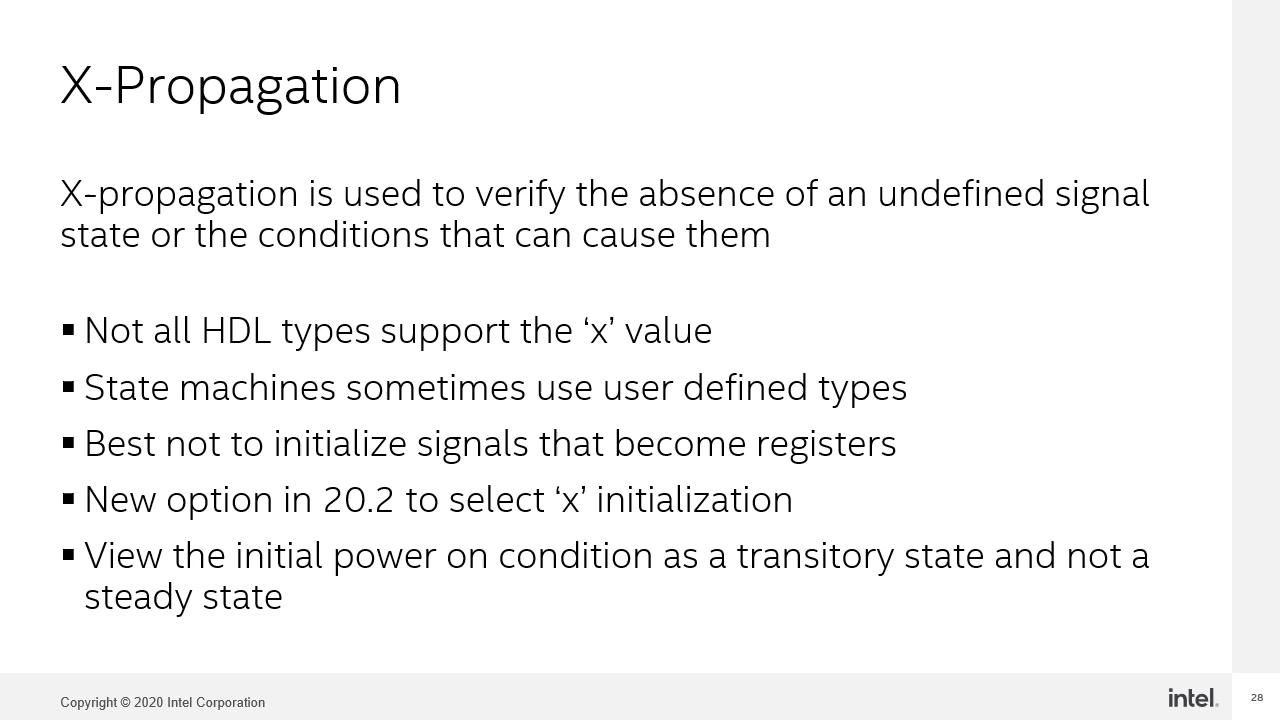 X-Propagation
X-propagation is used to verify the absence of an undefined signal
state or the conditions that can cause them
▪ Not all HDL types support the ‘x’ value
▪ State machines sometimes use user defined types
▪ Best not to initialize signals that become registers
▪ New option in 20.2 to select ‘x’ initialization
▪ View the initial power on condition as a transitory state and not a
steady state
Copyright © 2020 Intel Corporation
intel.
28